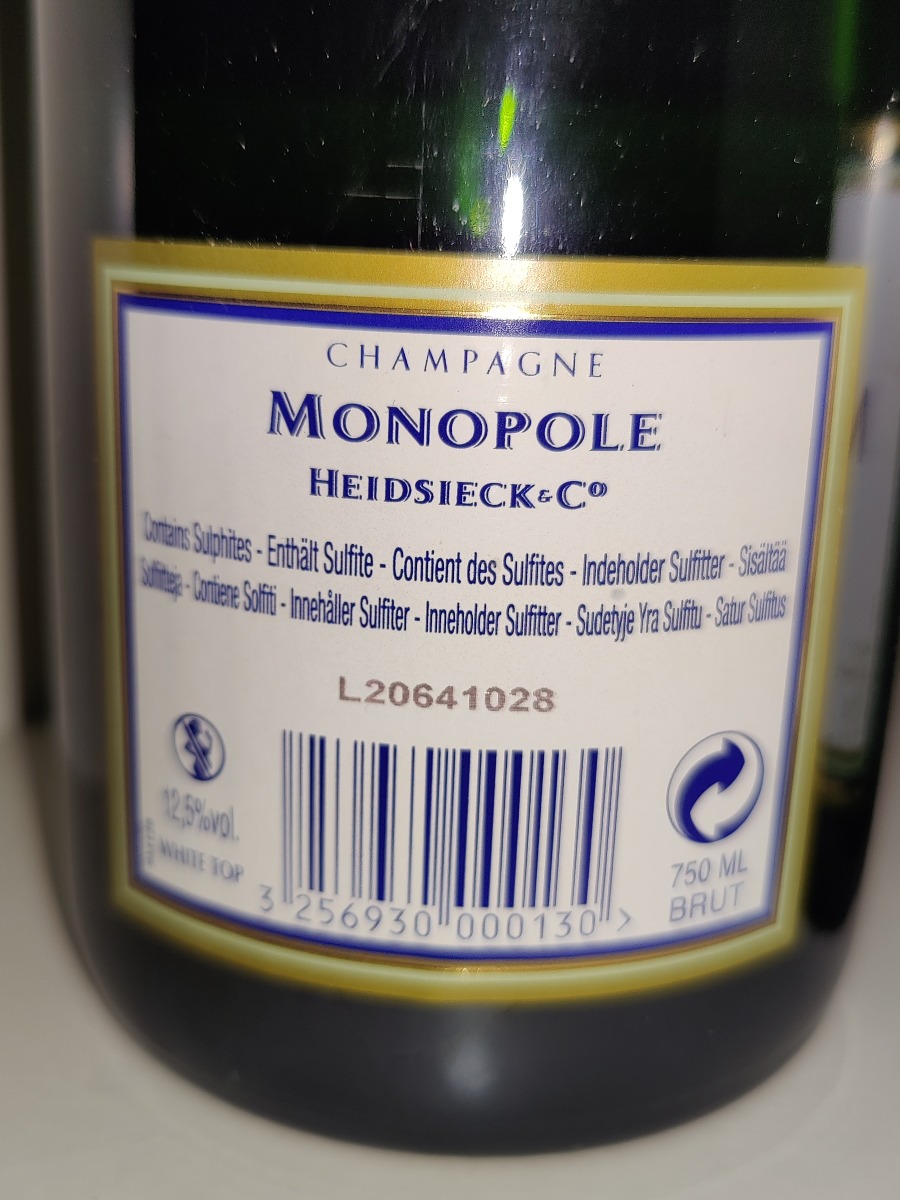 CHAMPAGNE
MONOPOLE
HEIDSIECK & Cº
Contains Sulphites - Enthält Sulfite - Contient des Sulfites - Indeholder Sulfitter - Sisältää
Sulfiitteja - Contiene Solfiti - Innehåller Sulfiter - Inneholder Sulfitter - Sudetyje Yra Sulfitu - Satur Sulfitus
L20641028
12,5%vol.
WHITE TOP
3 256930 000130 >
750 ML
BRUT